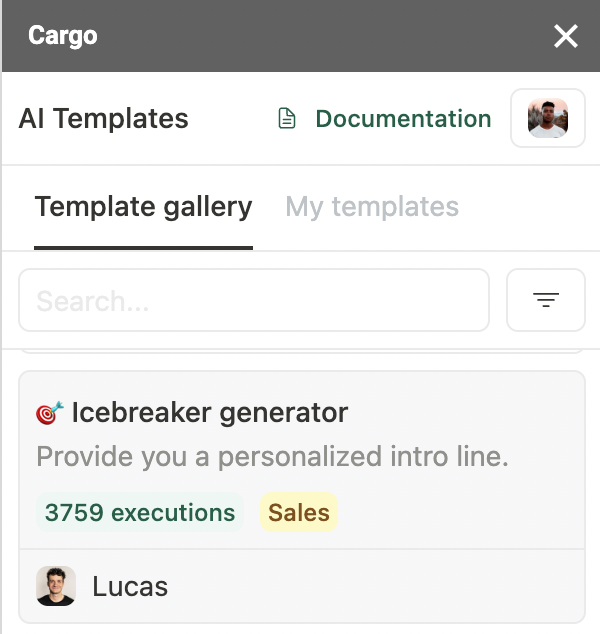 Cargo
AI Templates
Documentation
Template gallery
My templates
Search...
Icebreaker generator
Provide you a personalized intro line.
3759 executions
Sales
Lucas